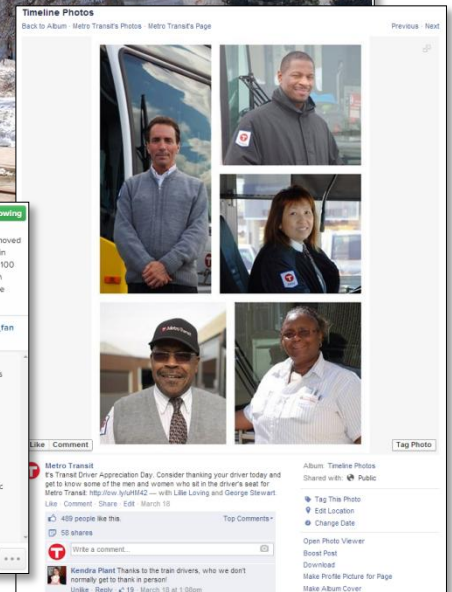 Timeline Photos
Back to Album · Metro Transit's Photos · Metro Transit's Page
Previous · Next
owing
noved
in
100
fan
Metro Transit
Like Comment
Tag Photo
Metro Transit
It's Transit Driver Appreciation Day. Consider thanking your driver today and
get to know some of the men and women who sit in the driver's seat for
Metro Transit: http://ow.ly/uHM42 — with Lillie Loving and George Stewart.
Like · Comment · Share · Edit · March 18
489 people like this.
Top Comments
58 shares
Write a comment...
Kendra Plant Thanks to the train drivers, who we don't
normally get to thank in person!
Unlike · Reply · 19 · March 18 at 1:08pm
Album: Timeline Photos
Shared with: Public
Tag This Photo
Edit Location
Change Date
Open Photo Viewer
Boost Post
Download
Make Profile Picture for Page
Make Album Cover